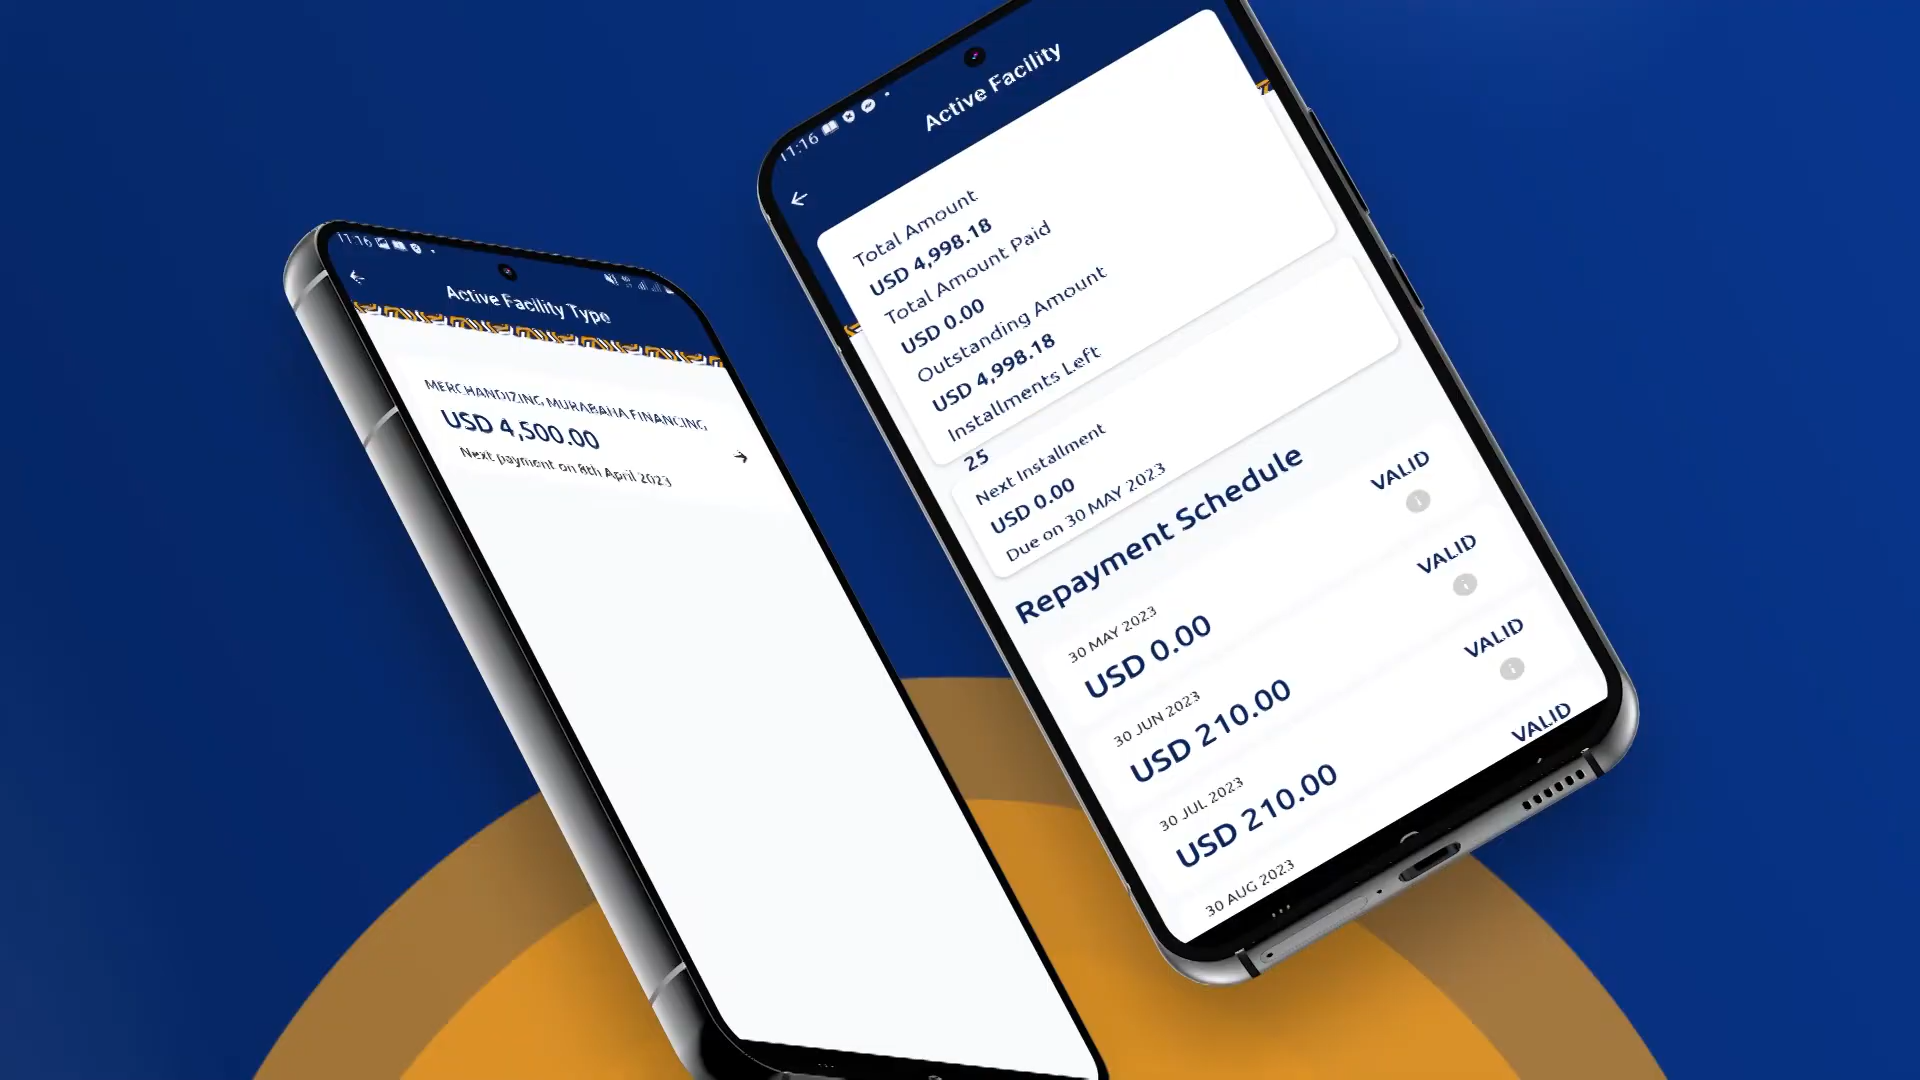 11:16
Active Facility Type
MERCHANDIZING MURABAHA FINANCING
USD 4,500.00
Next payment on 8th April 2023
11:16
Active Facility
Total Amount
USD 4,998.18
Total Amount Paid
USD 0.00
Outstanding Amount
USD 4,998.18
Installments Left
25
Next Installment
USD 0.00
Due on 30 MAY 2023
Repayment Schedule
30 MAY 2023
USD 0.00
VALID
30 JUN 2023
USD 210.00
VALID
30 JUL 2023
USD 210.00
VALID
30 AUG 2023
VALID